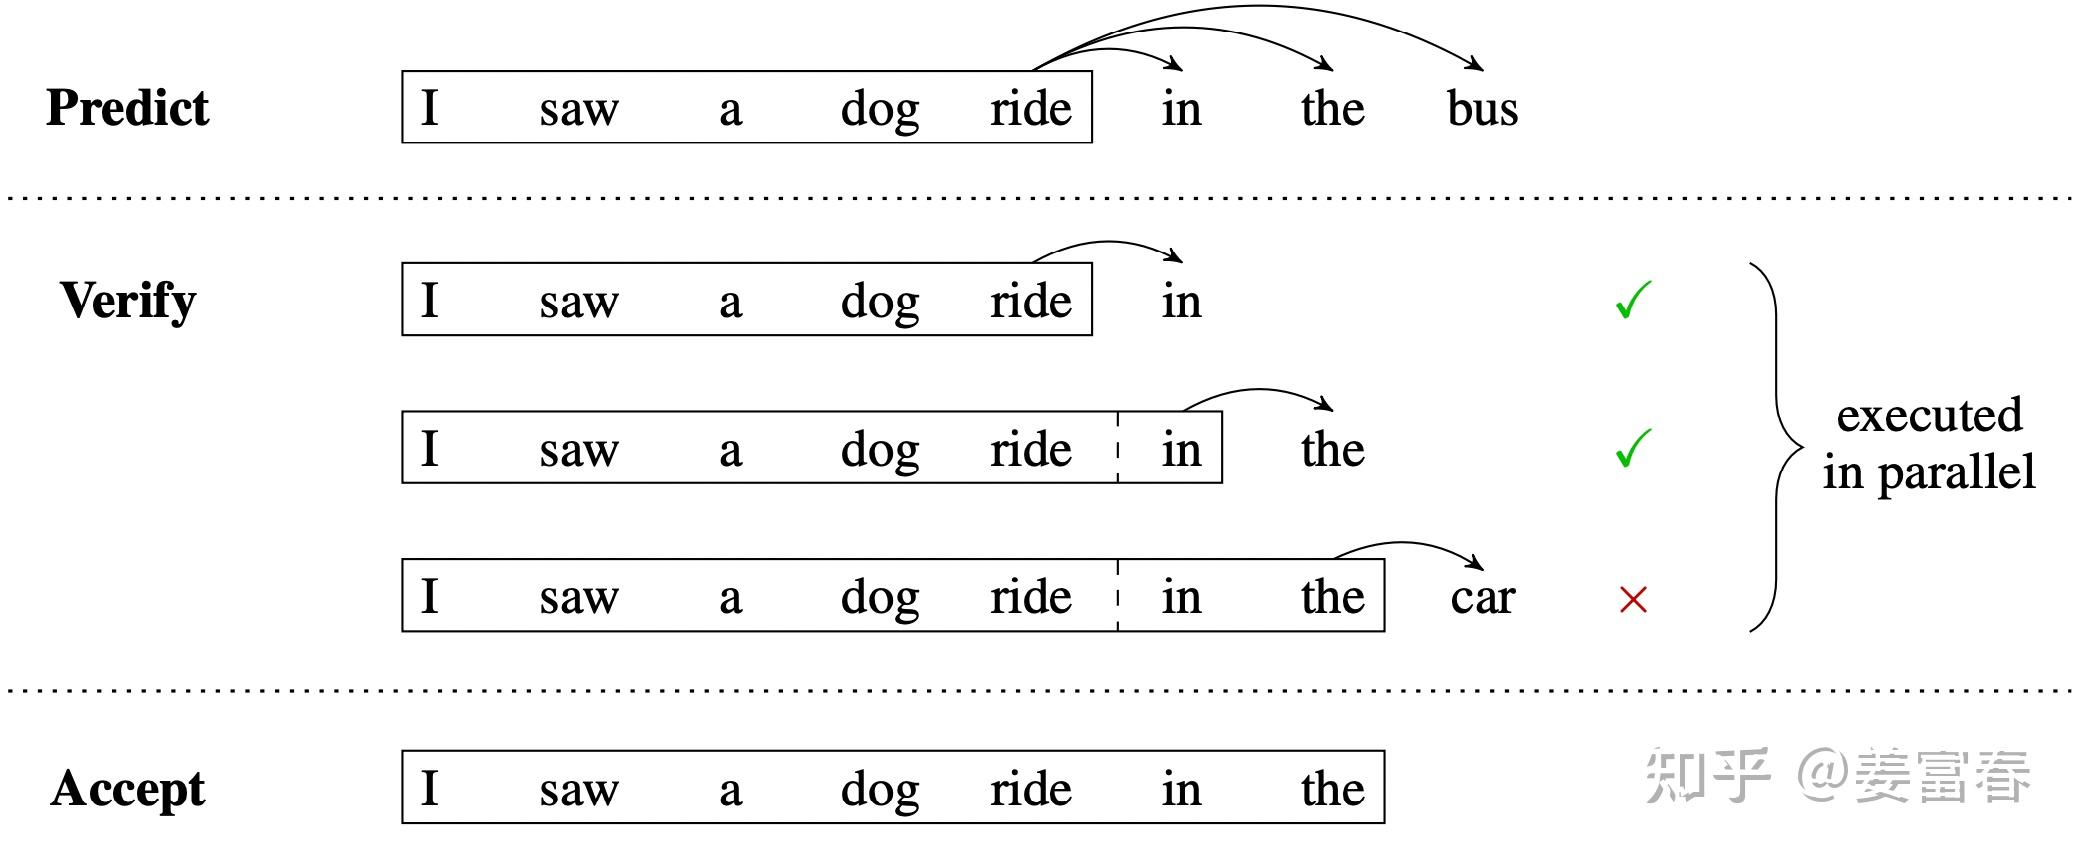 Predict I saw a dog ride in the bus
Verify I saw a dog ride in ✓
I saw a dog ride in the ✓
I saw a dog ride in the car ×
executed
in parallel
Accept I saw a dog ride in the
知乎 @姜富春